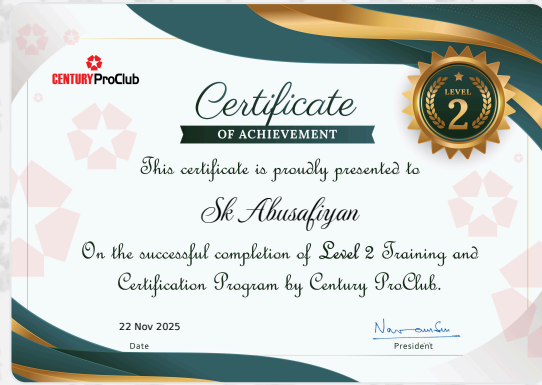 CENTURY ProClub
Certificate
OF ACHIEVEMENT
LEVEL
2
This certificate is proudly presented to
Sk Abusafiyan
On the successful completion of Level 2 Training and
Certification Program by Century ProClub.
22 Nov 2025
Date
President